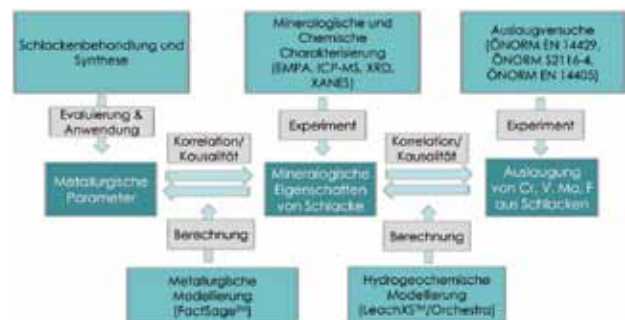 Schlackenbehandlung und
Synthese
Mineralogische und
Chemische
Charakterisierung
(EMPA, ICP-MS, XRD,
XANES)
Auslaugversuche
(ÖNORM EN 14429,
ÖNORM S2116-4,
ÖNORM EN 14405)
Evaluierung &
Anwendung
Experiment
Experiment
Korrelation/
Kausalität
Korrelation/
Kausalität
Metallurgische
Parameter
Mineralogische
Eigenschaften
von Schlacke
Auslaugung
von Cr, V, Mo, F
aus Schlacken
Berechnung
Berechnung
Metallurgische
Modellierung
(FactSage™)
Hydrogeochemische
Modellierung
(LeachXS™/Orchestra)